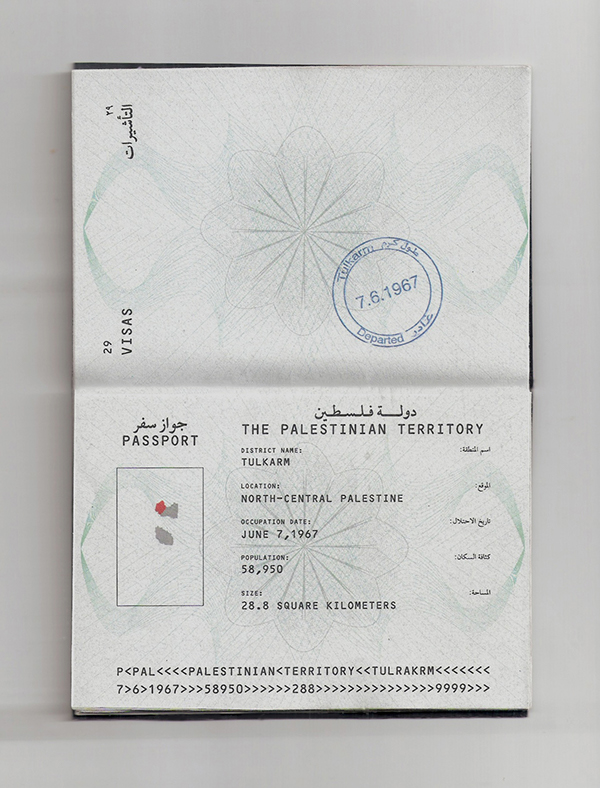 التأشيرات ٢٩
29 VISAS
Tulkarm طول كرم
7.6.1967
Departed غادر
جواز سفر
PASSPORT
دولة فلسطين
THE PALESTINIAN TERRITORY
DISTRICT NAME: اسم المنطقة:
TULKARM
LOCATION: الموقع:
NORTH-CENTRAL PALESTINE
OCCUPATION DATE: تاريخ الاحتلال:
JUNE 7,1967
POPULATION: كثافة السكان:
58,950
SIZE: المساحة:
28.8 SQUARE KILOMETERS
P<PAL<<<<PALESTINIAN<TERRITORY<<TULRAKRM<<<<<<<
7>6>1967>>>58950>>>>>>288>>>>>>>>>>>>>>>9999>>>